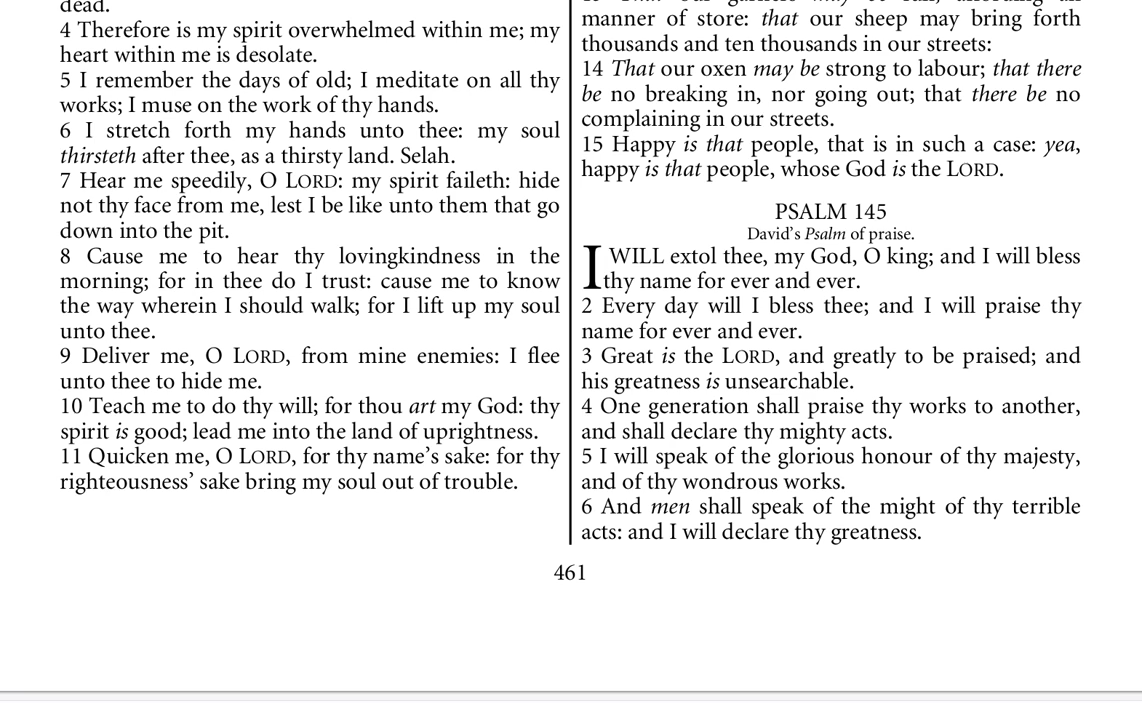 dead.
4 Therefore is my spirit overwhelmed within me; my
heart within me is desolate.
5 I remember the days of old; I meditate on all thy
works; I muse on the work of thy hands.
6 I stretch forth my hands unto thee: my soul
thirsteth after thee, as a thirsty land. Selah.
7 Hear me speedily, O LORD: my spirit faileth: hide
not thy face from me, lest I be like unto them that go
down into the pit.
8 Cause me to hear thy lovingkindness in the
morning; for in thee do I trust: cause me to know
the way wherein I should walk; for I lift up my soul
unto thee.
9 Deliver me, O LORD, from mine enemies: I flee
unto thee to hide me.
10 Teach me to do thy will; for thou art my God: thy
spirit is good; lead me into the land of uprightness.
11 Quicken me, O LORD, for thy name’s sake: for thy
righteousness’ sake bring my soul out of trouble.
manner of store: that our sheep may bring forth
thousands and ten thousands in our streets:
14 That our oxen may be strong to labour; that there
be no breaking in, nor going out; that there be no
complaining in our streets.
15 Happy is that people, that is in such a case: yea,
happy is that people, whose God is the LORD.
PSALM 145
David’s Psalm of praise.
I WILL extol thee, my God, O king; and I will bless
thy name for ever and ever.
2 Every day will I bless thee; and I will praise thy
name for ever and ever.
3 Great is the LORD, and greatly to be praised; and
his greatness is unsearchable.
4 One generation shall praise thy works to another,
and shall declare thy mighty acts.
5 I will speak of the glorious honour of thy majesty,
and of thy wondrous works.
6 And men shall speak of the might of thy terrible
acts: and I will declare thy greatness.
461